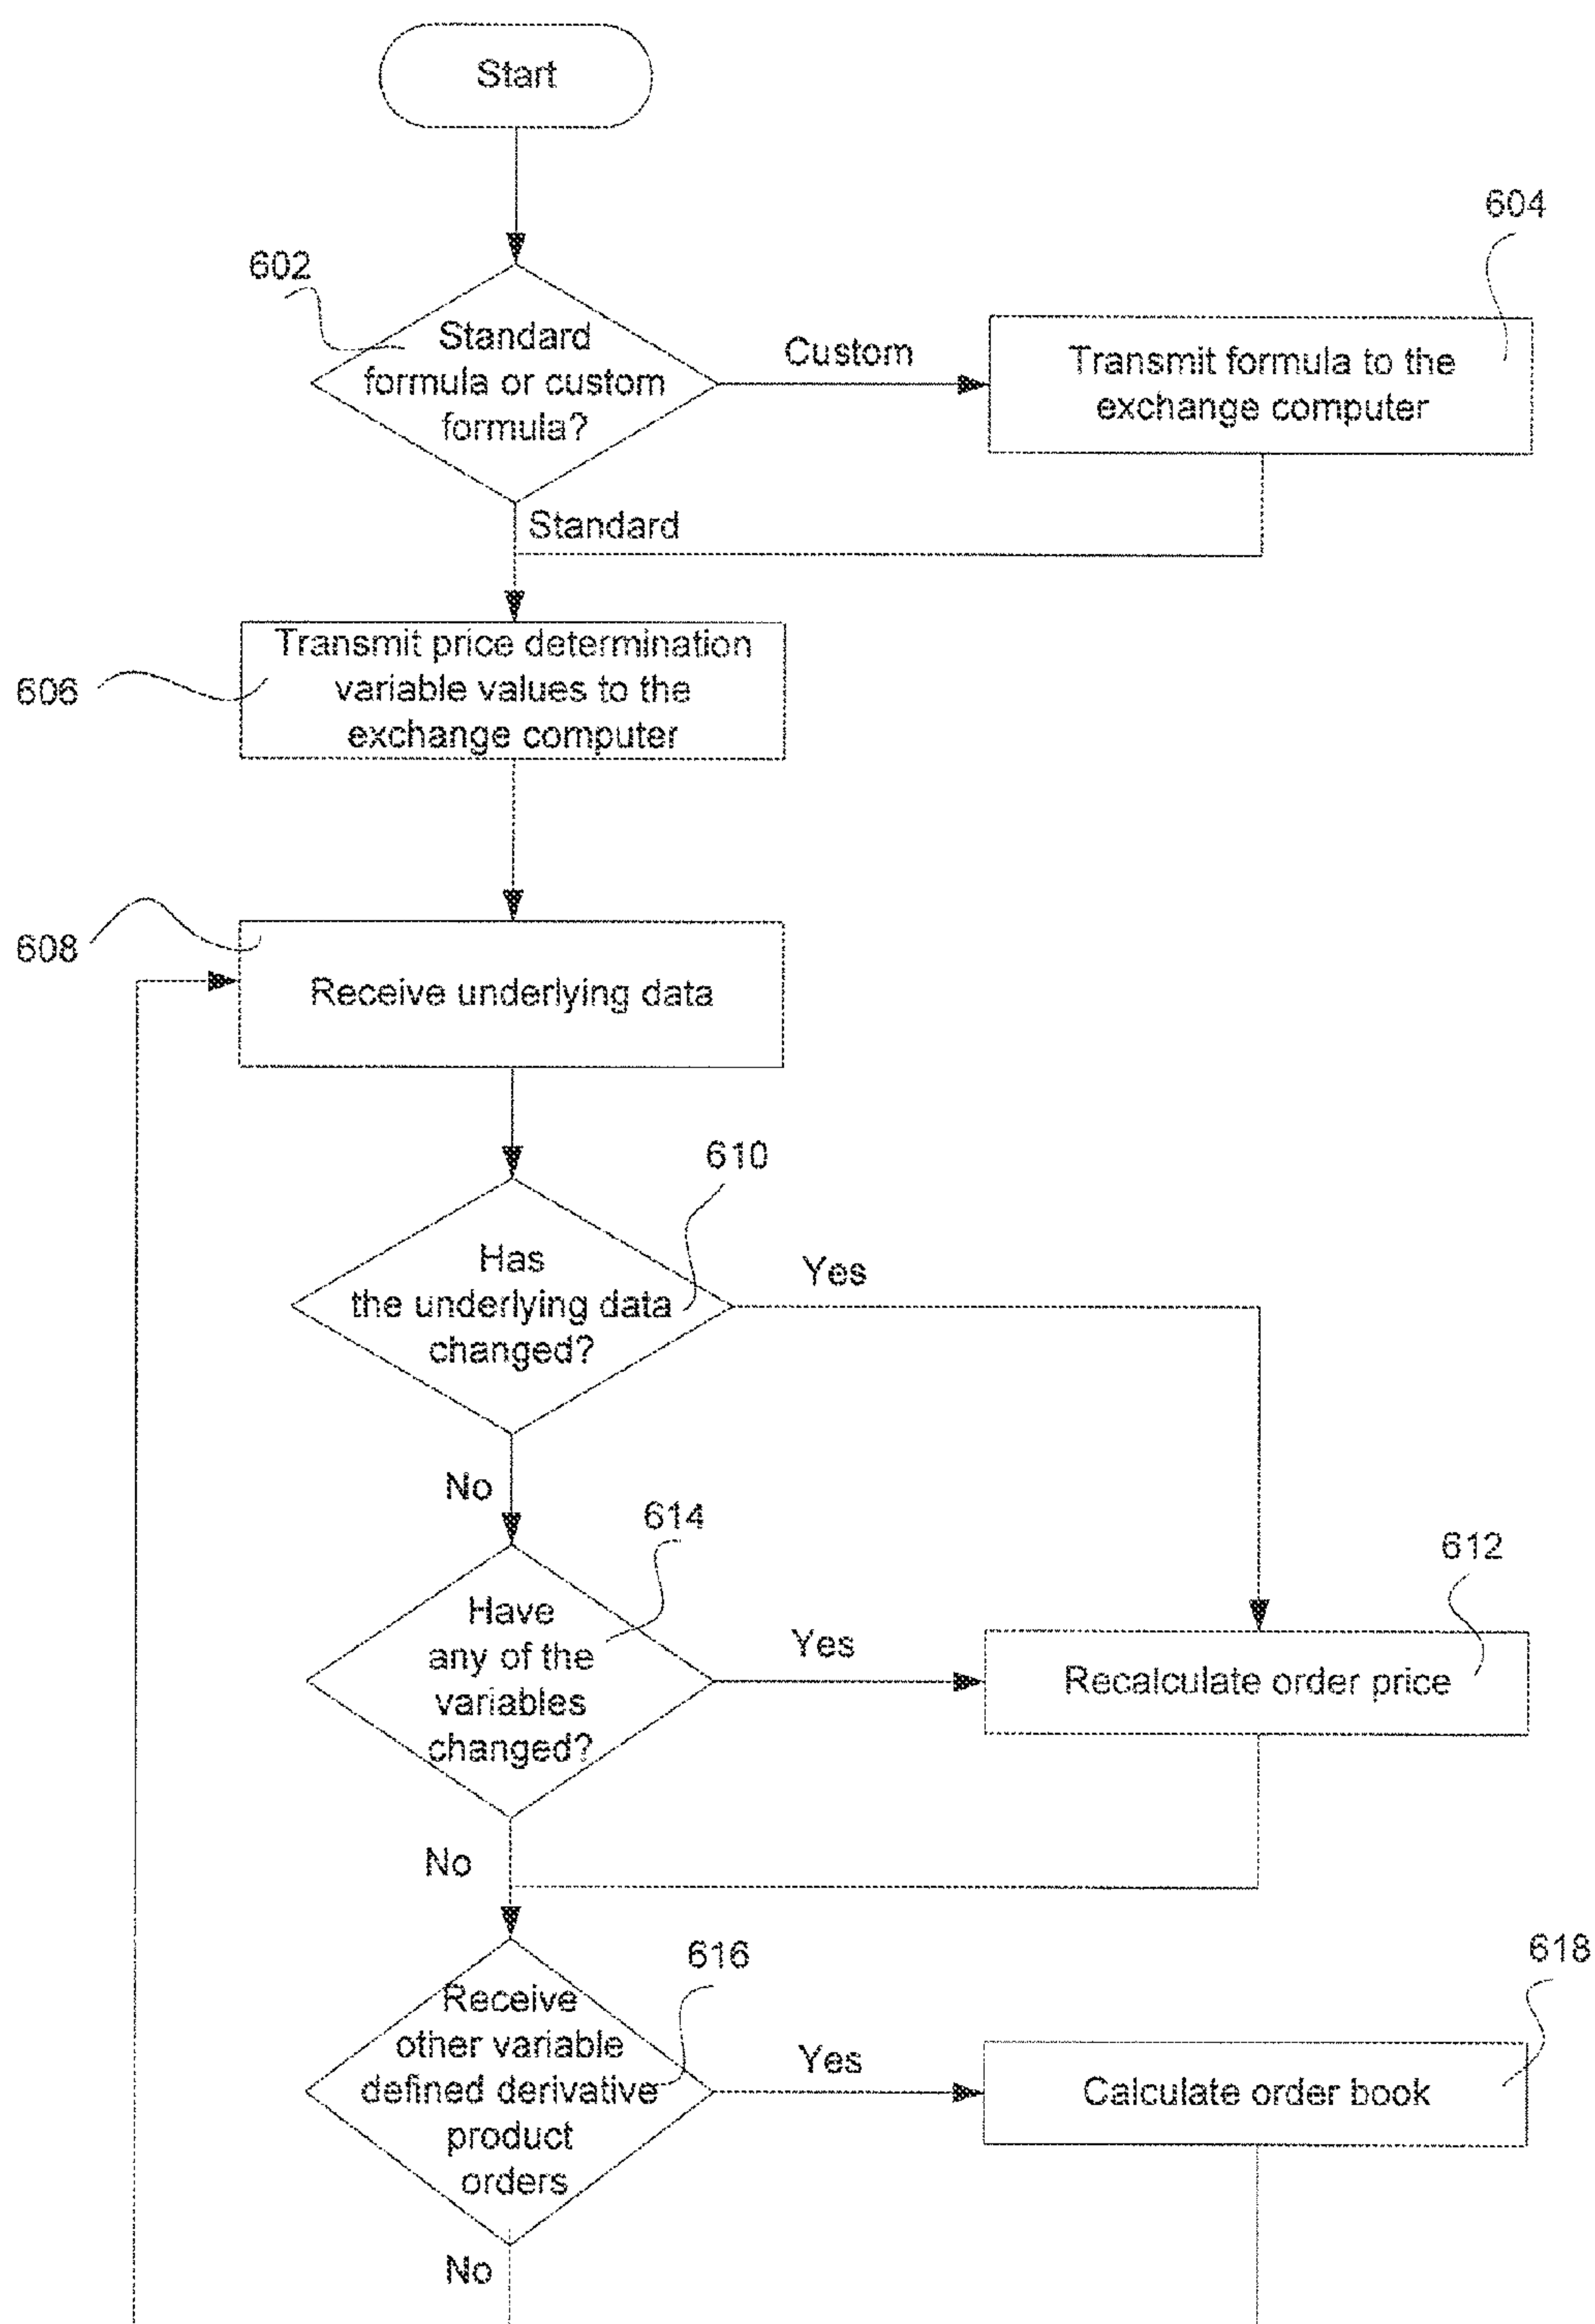 Start
602
604
Standard
formula or custom
formula?
Custom
Transmit formula to the
exchange computer
Standard
606
Transmit price determination
variable values to the
exchange computer
608
Receive underlying data
610
Has
the underlying data
changed?
Yes
No
614
612
Have
any of the
variables
changed?
Yes
Recalculate order price
No
616
618
Receive
other variable
defined derivative
product
orders
Yes
Calculate order book
No